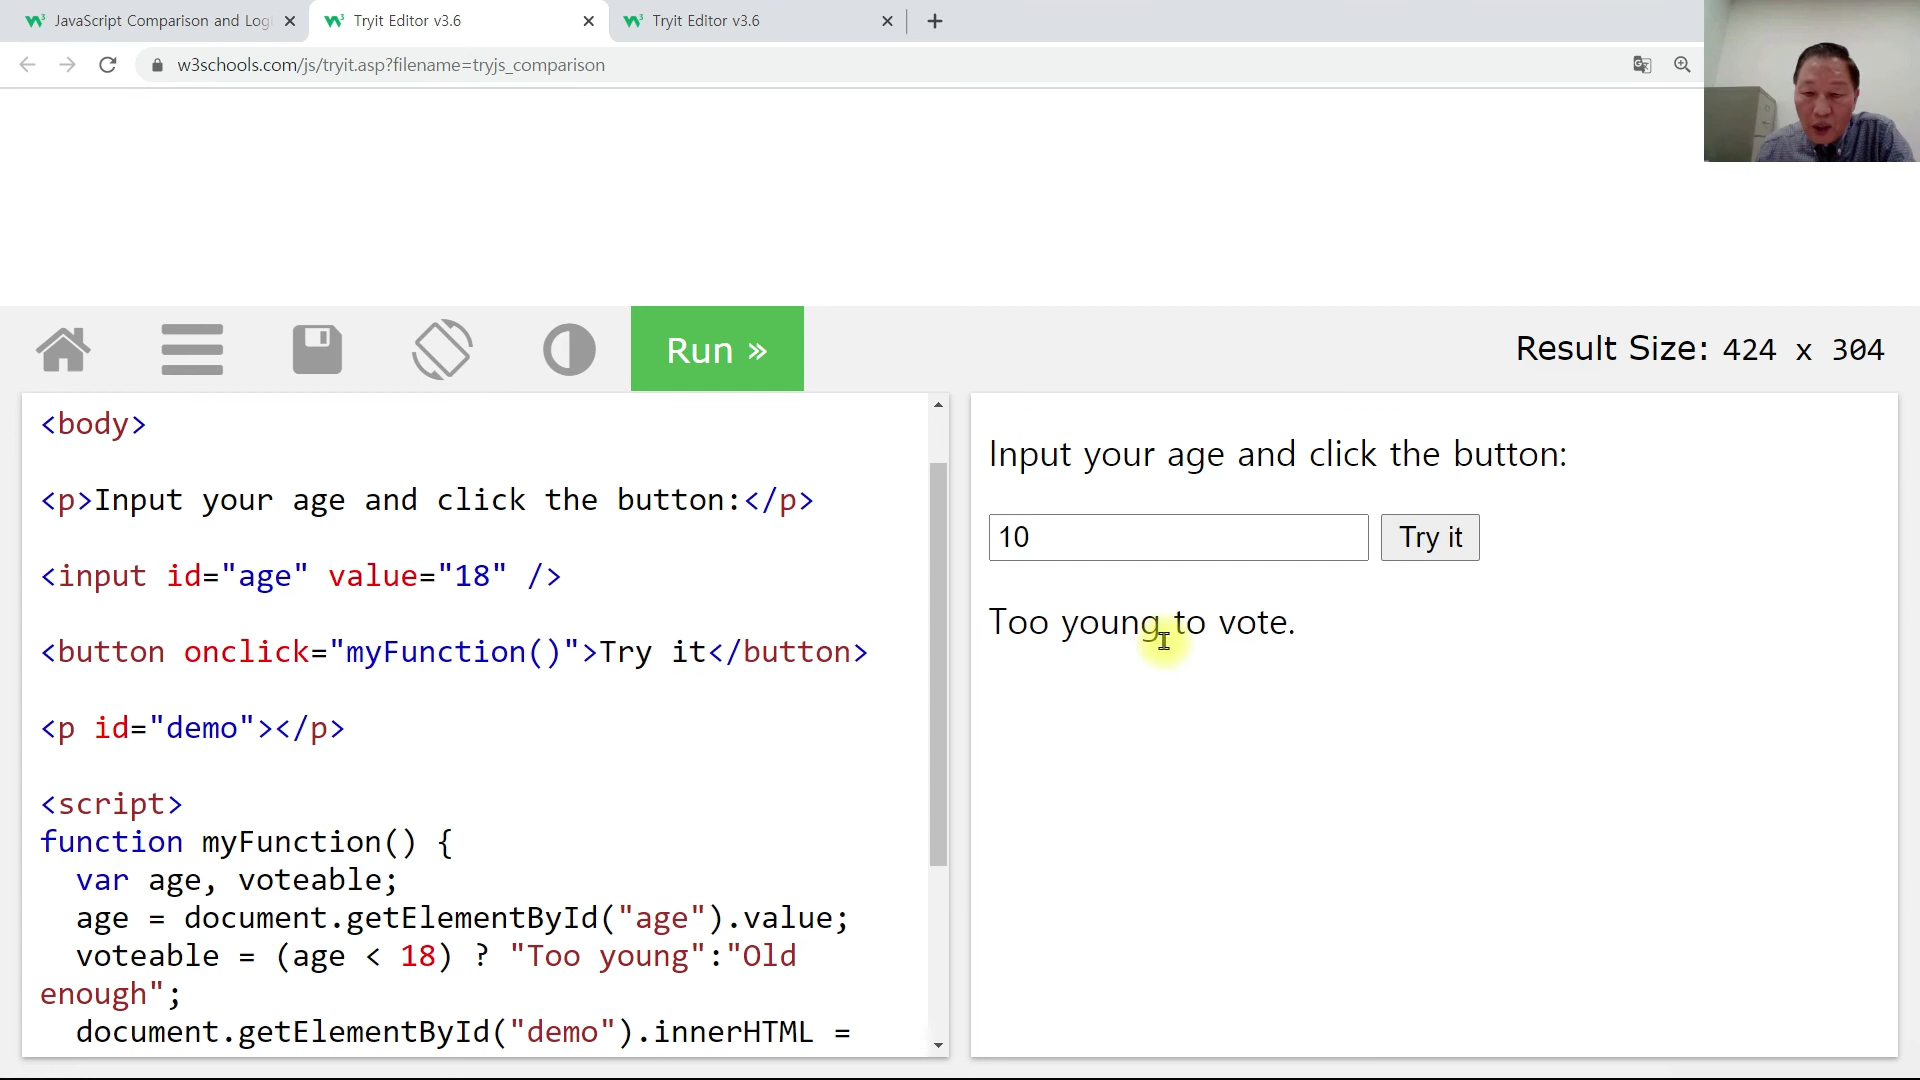 JavaScript Comparison and Log
Tryit Editor v3.6
Tryit Editor v3.6
w3schools.com/js/tryit.asp?filename=tryjs_comparison
Run »
Result Size: 424 x 304
<body>
<p>Input your age and click the button:</p>
<input id="age" value="18" />
<button onclick="myFunction()">Try it</button>
<p id="demo"></p>
<script>
function myFunction() {
var age, voteable;
age = document.getElementById("age").value;
voteable = (age < 18) ? "Too young":"Old
enough";
document.getElementById("demo").innerHTML =
Input your age and click the button:
10
Try it
Too young to vote.